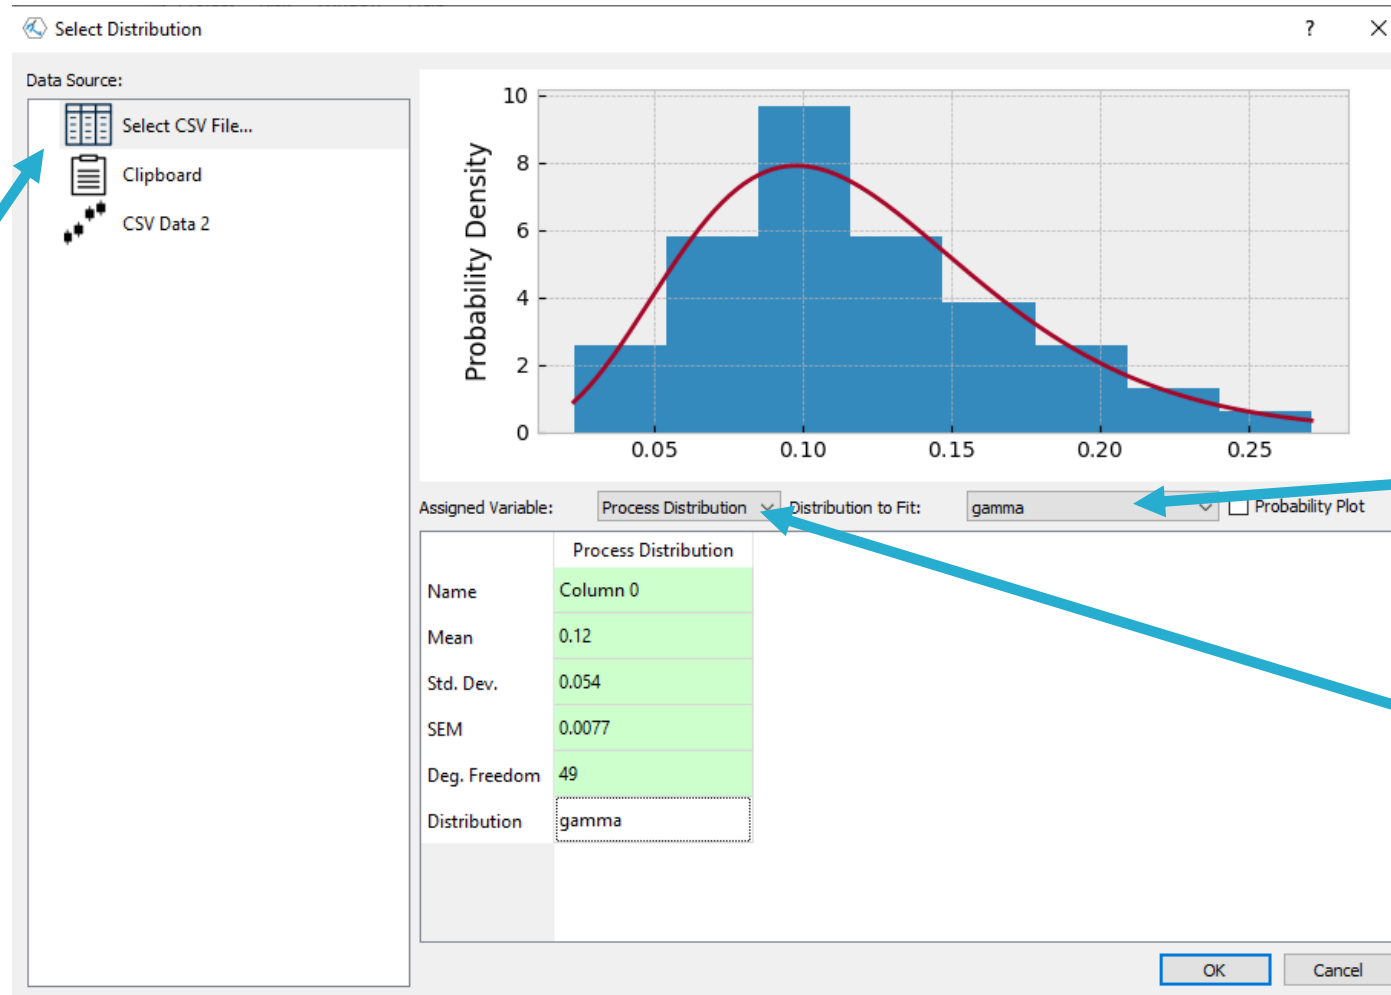 Select Distribution
?
Data Source:
Select CSV File...
Clipboard
CSV Data 2
Probability Density
10
8
6
4
2
0
0.05 0.10 0.15 0.20 0.25
Assigned Variable: Process Distribution Distribution to Fit: gamma Probability Plot
Process Distribution
Name Column 0
Mean 0.12
Std. Dev. 0.054
SEM 0.0077
Deg. Freedom 49
Distribution gamma
OK Cancel